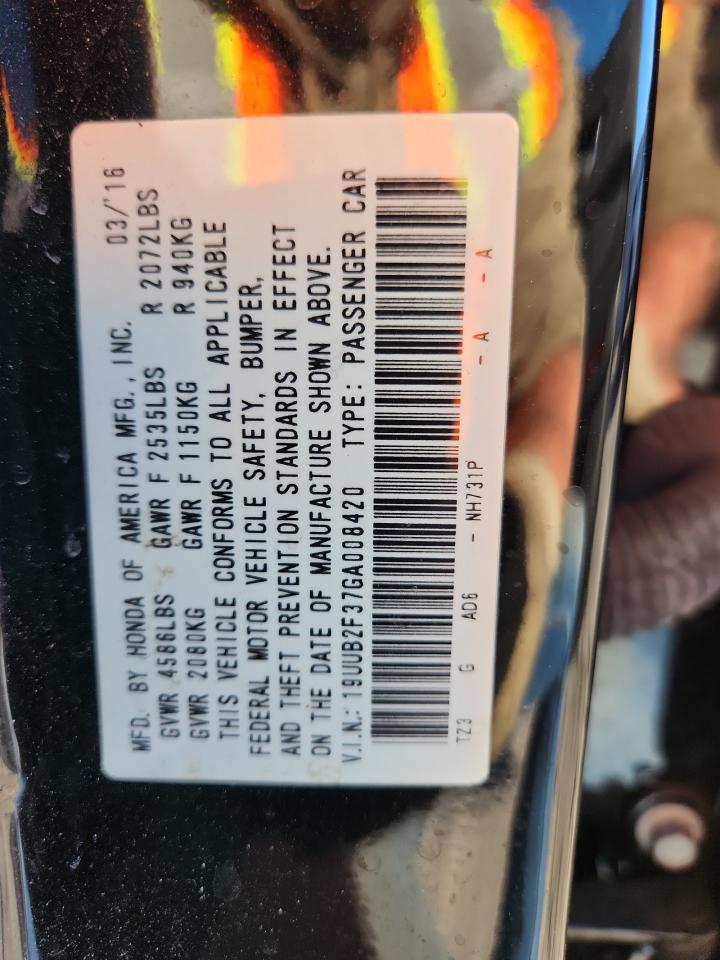 MFD. BY HONDA OF AMERICA MFG., INC. 03/'16
GVWR 4586LBS GAWR F 2535LBS R 2072LBS
GVWR 2080KG GAWR F 1150KG R 940KG
THIS VEHICLE CONFORMS TO ALL APPLICABLE
FEDERAL MOTOR VEHICLE SAFETY, BUMPER,
AND THEFT PREVENTION STANDARDS IN EFFECT
ON THE DATE OF MANUFACTURE SHOWN ABOVE.
V.I.N.: 19UUB2F37GA008420 TYPE: PASSENGER CAR
TZ3 G AD6 - NH731P - A - A